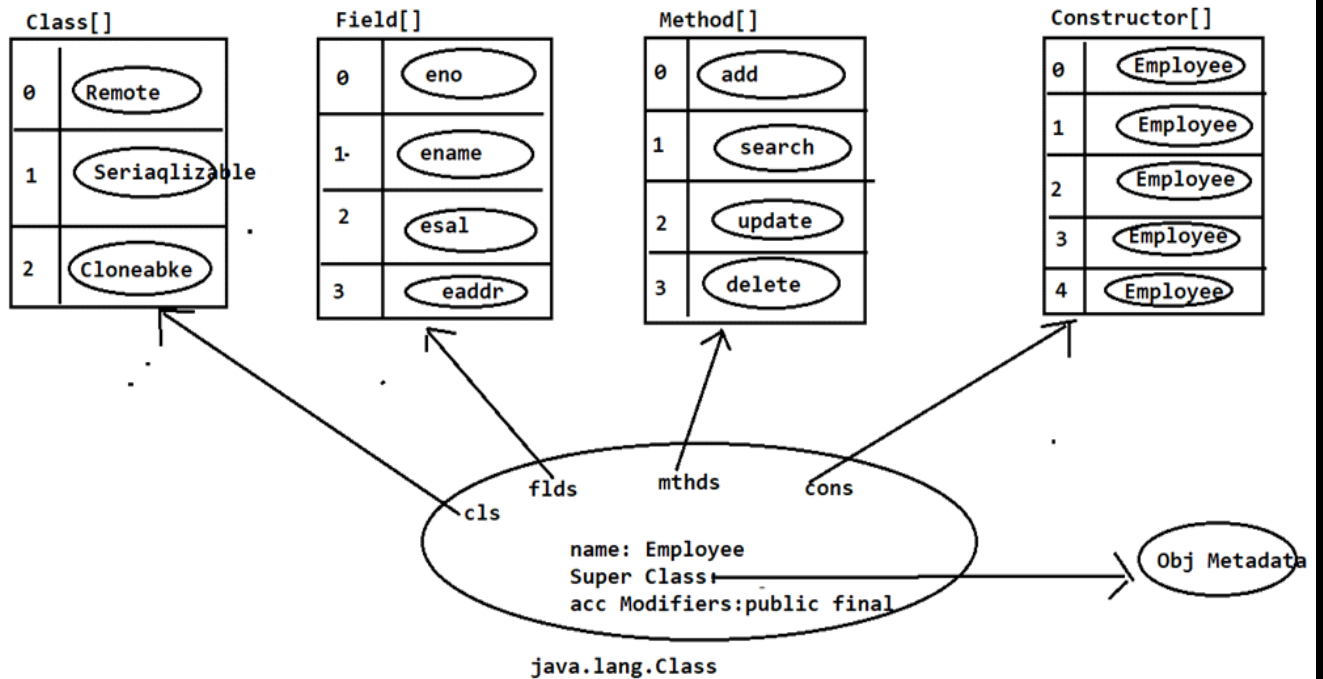 Class[]
0 Remote
1 Seriaqlizable
2 Cloneabke
Field[]
0 eno
1 ename
2 esal
3 eaddr
Method[]
0 add
1 search
2 update
3 delete
Constructor[]
0 Employee
1 Employee
2 Employee
3 Employee
4 Employee
cls
flds
mthds
cons
name: Employee
Super Class:
acc Modifiers:public final
Obj Metadata
java.lang.Class